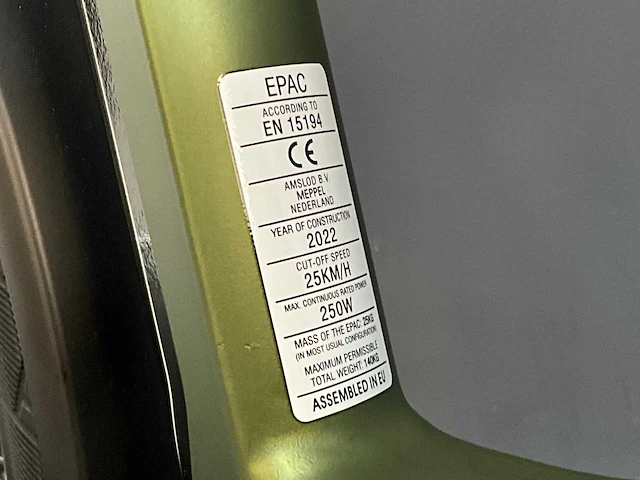 EPAC
ACCORDING TO
EN 15194
CE
AMSLOD B.V.
MEPPEL
NEDERLAND
YEAR OF CONSTRUCTION
2022
CUT-OFF SPEED
25KM/H
MAX. CONTINUOUS RATED POWER
250W
MASS OF THE EPAC: 25KG
(IN MOST USUAL CONFIGURATION)
MAXIMUM PERMISSIBLE
TOTAL WEIGHT: 140KG
ASSEMBLED IN EU